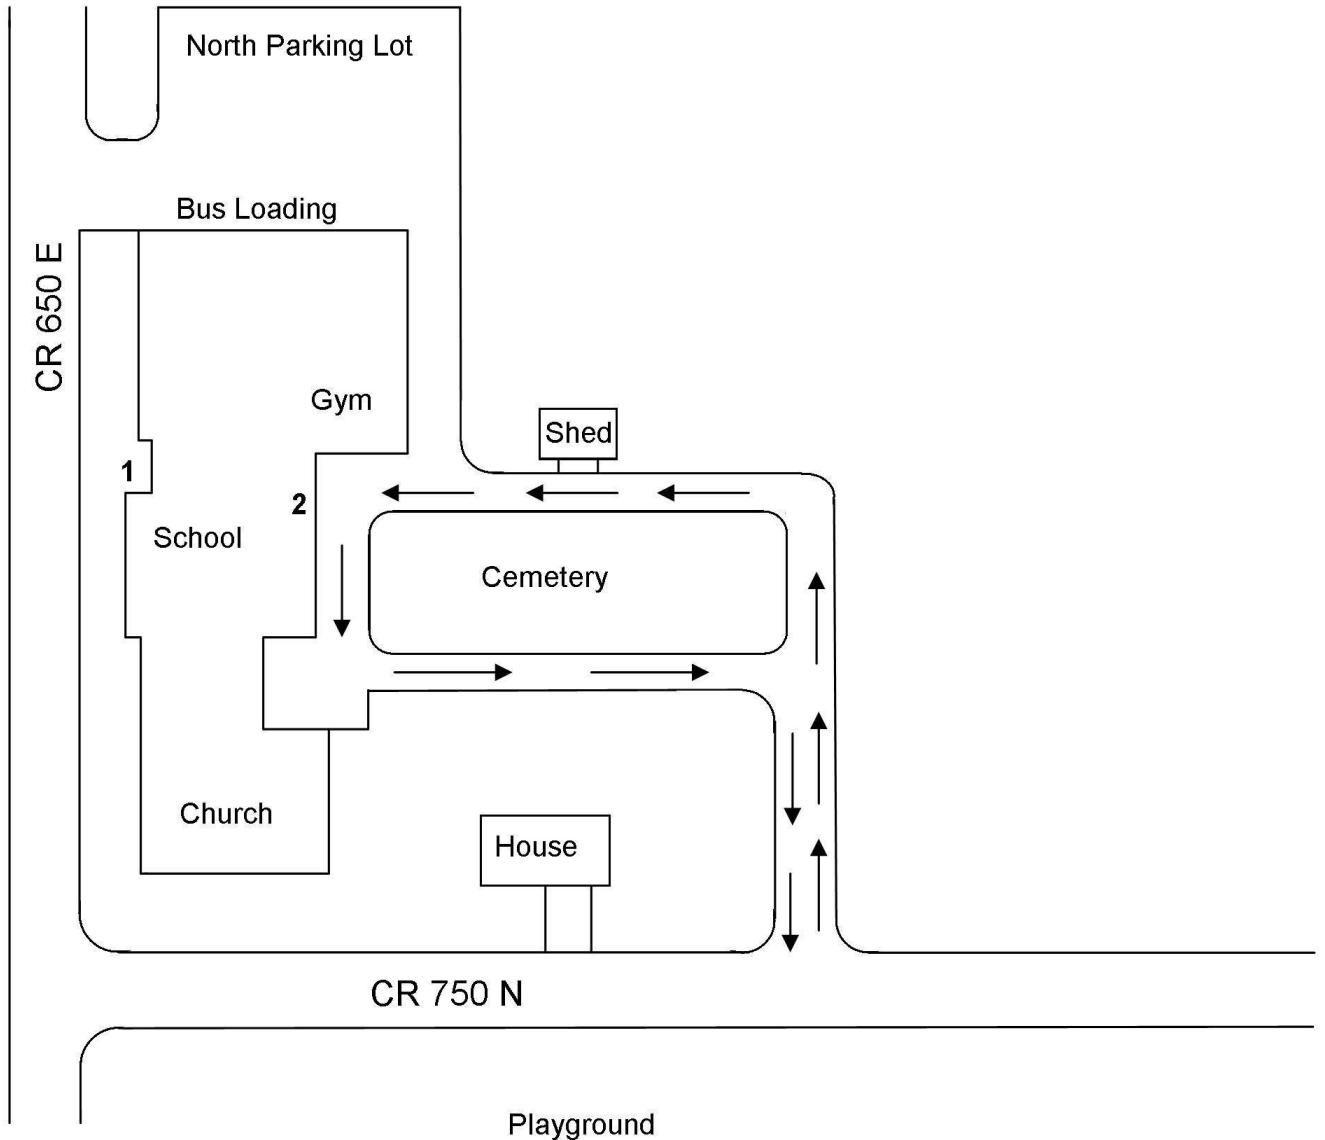 North Parking Lot
Bus Loading
CR 650 E
Gym
Shed
1
2
School
Cemetery
Church
House
CR 750 N
Playground